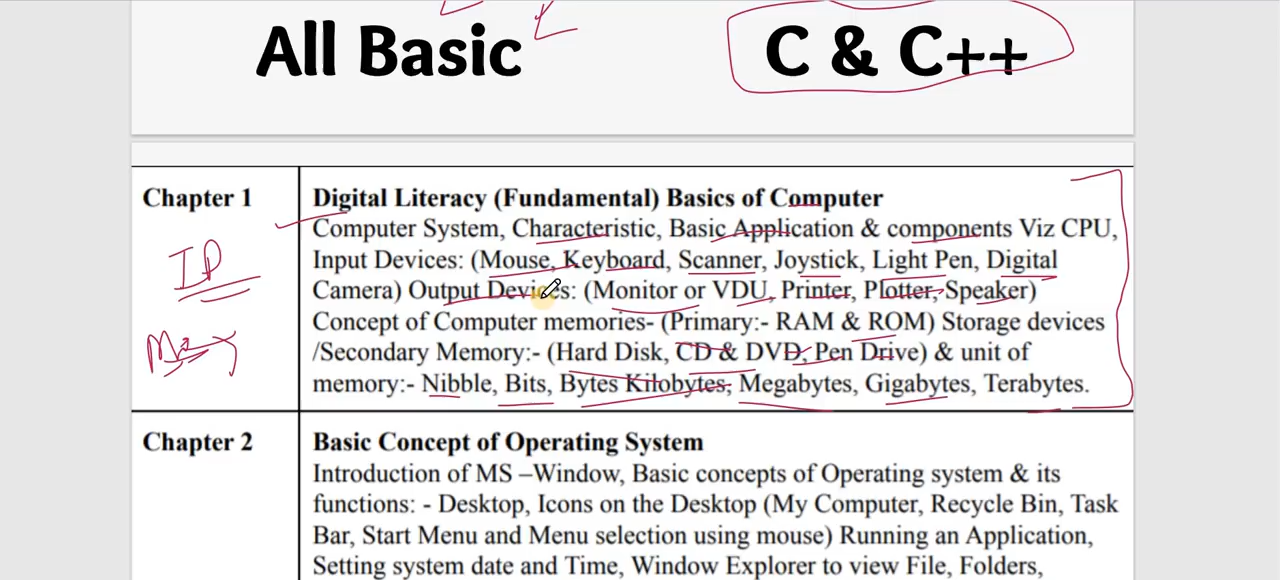 All Basic C & C++
Chapter 1 Digital Literacy (Fundamental) Basics of Computer
Computer System, Characteristic, Basic Application & components Viz CPU,
IP
Input Devices: (Mouse, Keyboard, Scanner, Joystick, Light Pen, Digital
Camera) Output Devices: (Monitor or VDU, Printer, Plotter, Speaker)
Concept of Computer memories- (Primary:- RAM & ROM) Storage devices
/Secondary Memory:- (Hard Disk, CD & DVD, Pen Drive) & unit of
memory:- Nibble, Bits, Bytes Kilobytes, Megabytes, Gigabytes, Terabytes.
Chapter 2 Basic Concept of Operating System
Introduction of MS –Window, Basic concepts of Operating system & its
functions: - Desktop, Icons on the Desktop (My Computer, Recycle Bin, Task
Bar, Start Menu and Menu selection using mouse) Running an Application,
Setting system date and Time, Window Explorer to view File, Folders,